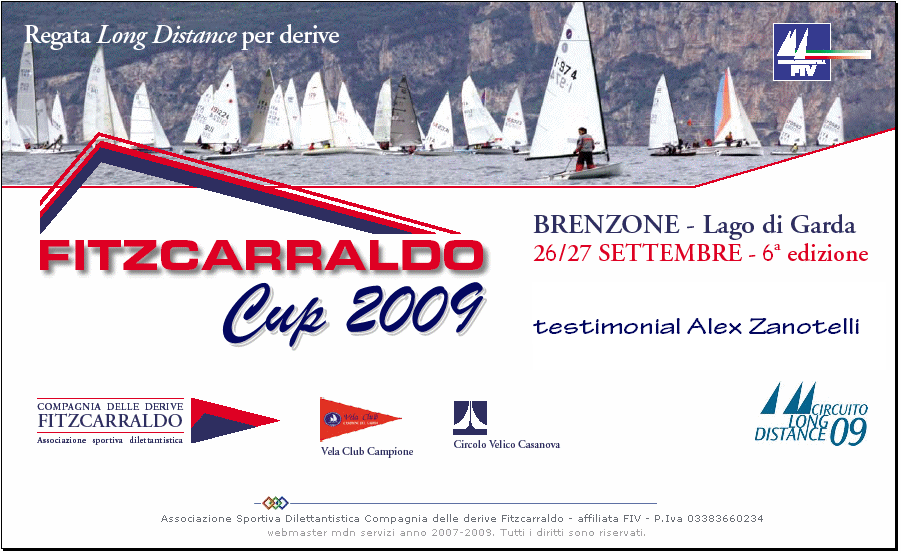 Regata Long Distance per derive
FIV
I-974
FITZCARRALDO
Cup 2009
BRENZONE - Lago di Garda
26/27 SETTEMBRE - 6ª edizione
testimonial Alex Zanotelli
COMPAGNIA DELLE DERIVE
FITZCARRALDO
Associazione sportiva dilettantistica
Vela Club
Vela Club Campione
Circolo Velico Casanova
CIRCUITO
LONG
DISTANCE 09
Associazione Sportiva Dilettantistica Compagnia delle derive Fitzcarraldo - affiliata FIV - P.Iva 03383660234
webmaster mdn servizi anno 2007-2009. Tutti i diritti sono riservati.